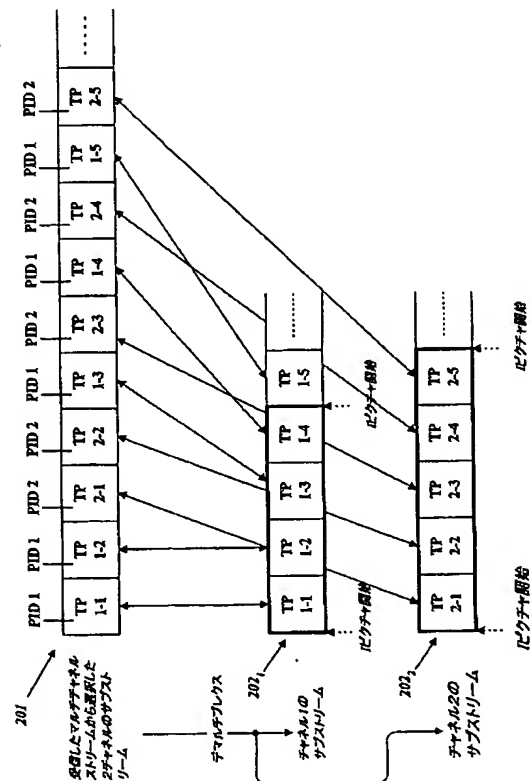 PID 1 PID 1 PID 2 PID 2 PID 1 PID 2 PID 1 PID 2 PID 1 PID 2
201
TP 1-1 TP 1-2 TP 2-1 TP 2-2 TP 1-3 TP 2-3 TP 1-4 TP 2-4 TP 1-5 TP 2-5 ......
受信したマルチチャネル
ストリームから選択した
2チャネルのサブスト
リーム
デマルチプレクス
202₁
チャネル1の
サブストリーム
TP 1-1 TP 1-2 TP 1-3 TP 1-4 1-5 ........
Iピクチャ開始 Iピクチャ開始
202₂
チャネル2の
サブストリーム
TP 2-1 TP 2-2 TP 2-3 TP 2-4 TP 2-5
Iピクチャ開始 Iピクチャ開始